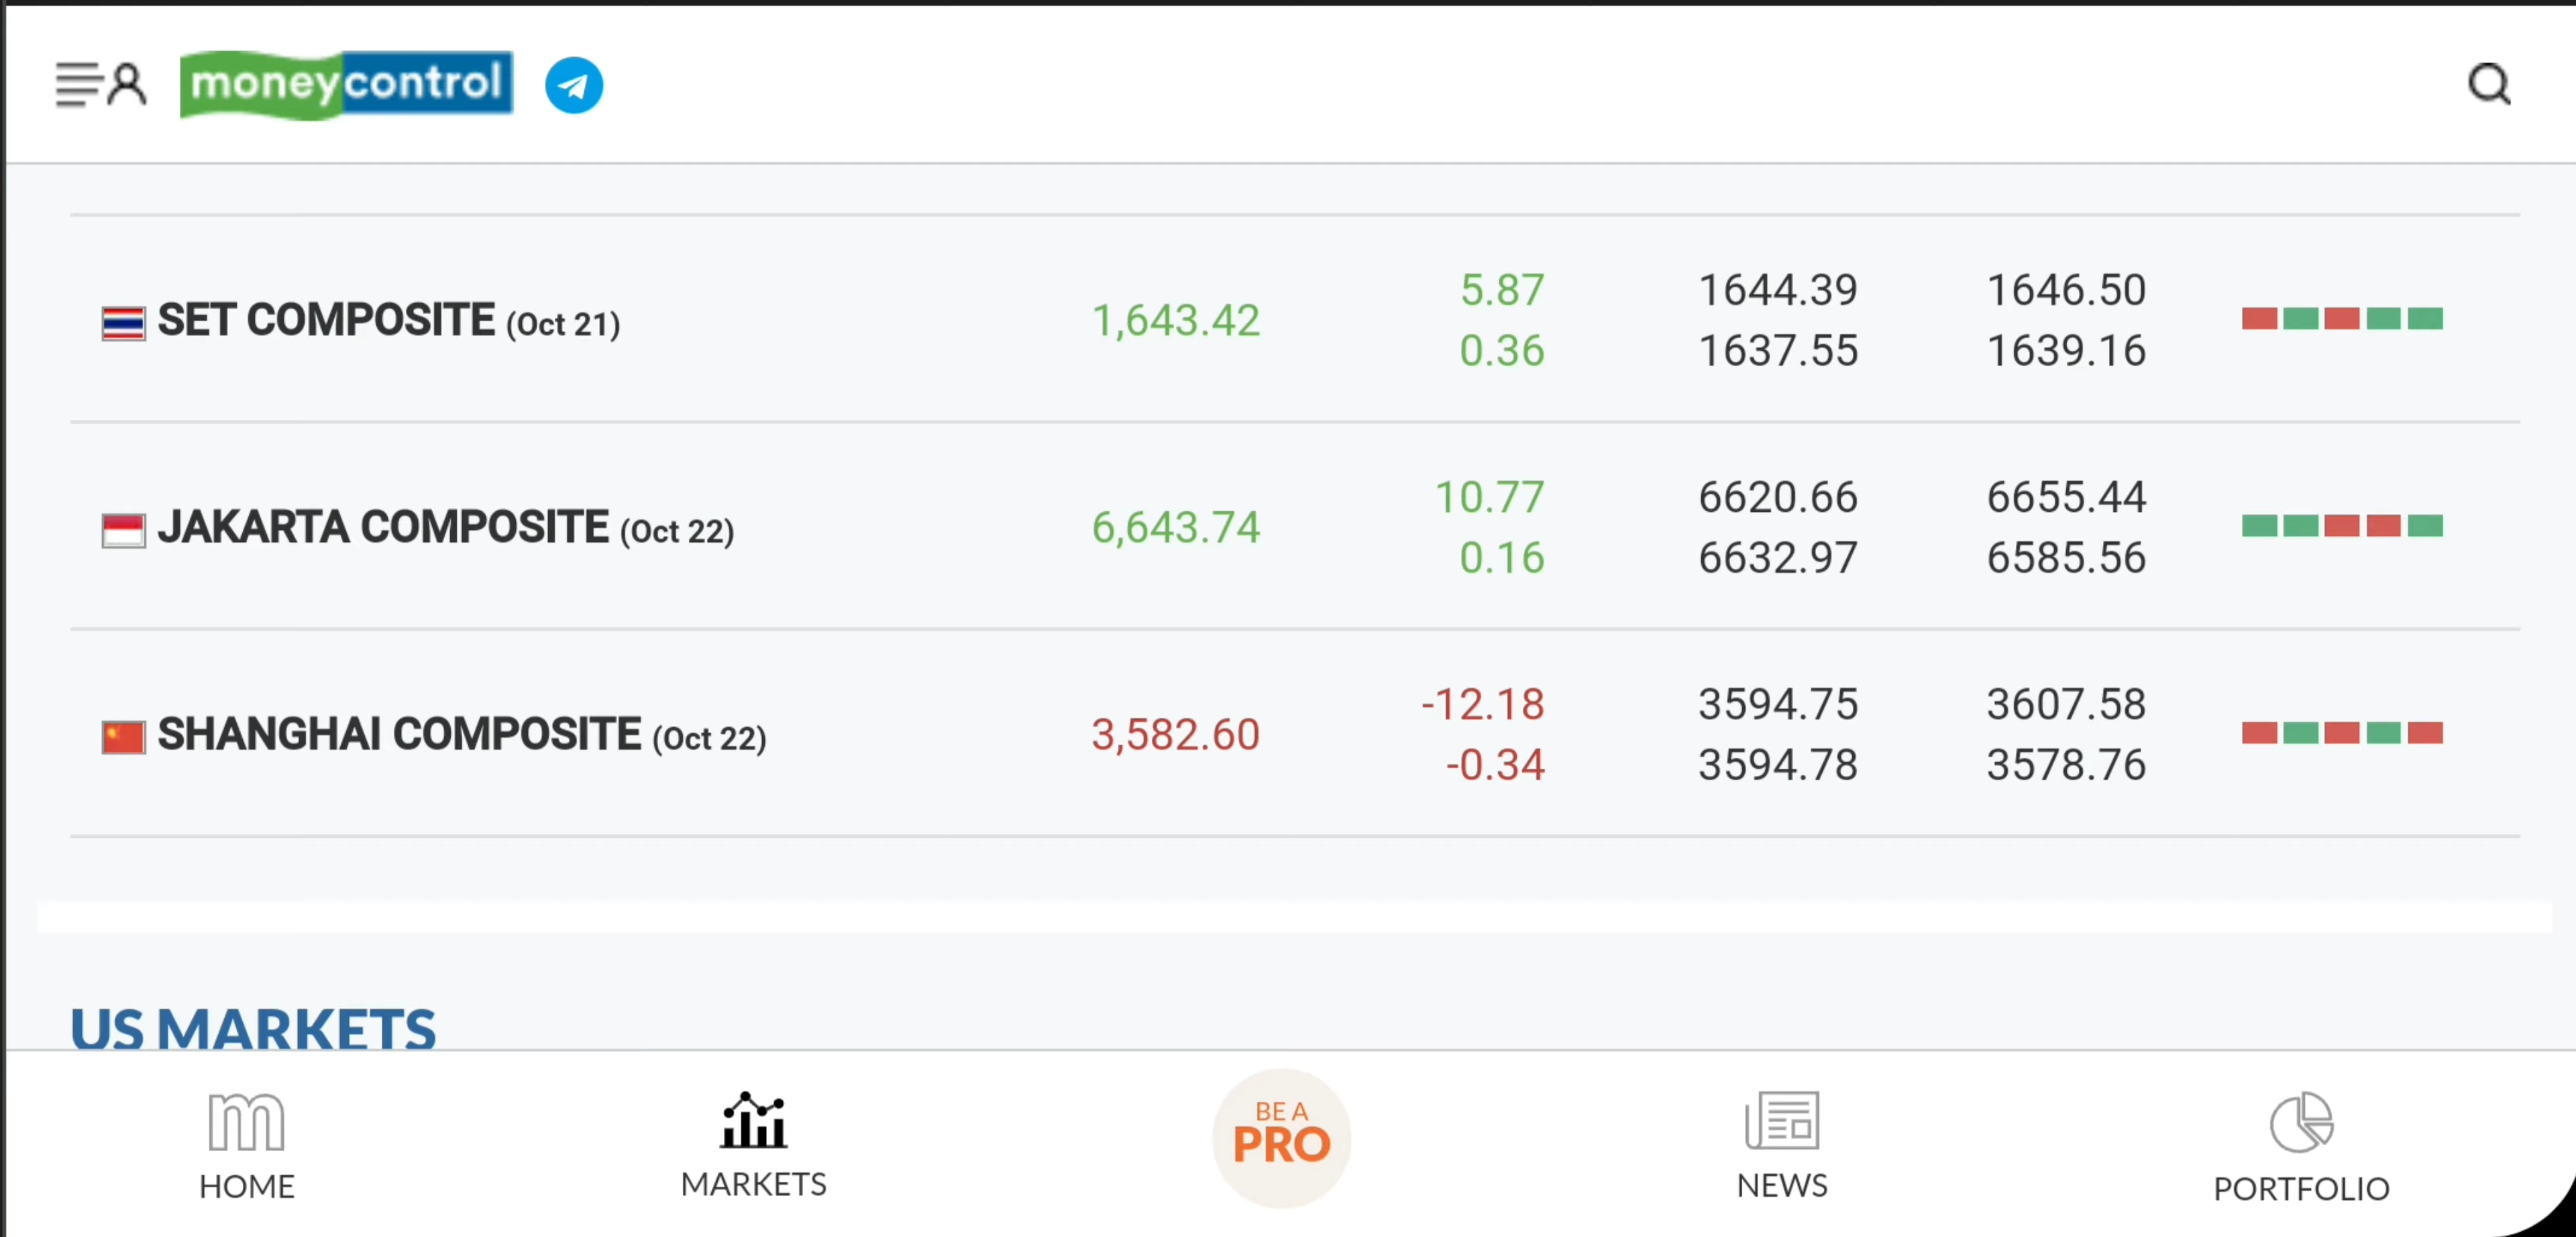 moneycontrol
SET COMPOSITE (Oct 21) 1,643.42 5.87 1644.39 1646.50
0.36 1637.55 1639.16
JAKARTA COMPOSITE (Oct 22) 6,643.74 10.77 6620.66 6655.44
0.16 6632.97 6585.56
SHANGHAI COMPOSITE (Oct 22) 3,582.60 -12.18 3594.75 3607.58
-0.34 3594.78 3578.76
US MARKETS
HOME
MARKETS
BE A
PRO
NEWS
PORTFOLIO